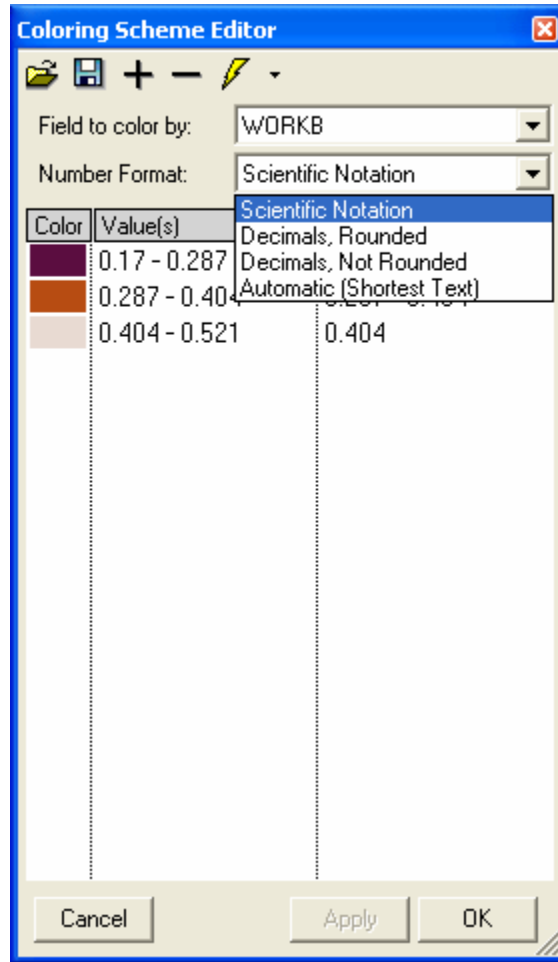 Coloring Scheme Editor
Field to color by: WORKB
Number Format: Scientific Notation
Scientific Notation
Decimals, Rounded
Decimals, Not Rounded
Automatic (Shortest Text)
Color Value(s)
0.17 - 0.287
0.287 - 0.404
0.404 - 0.521 0.404
Cancel Apply OK